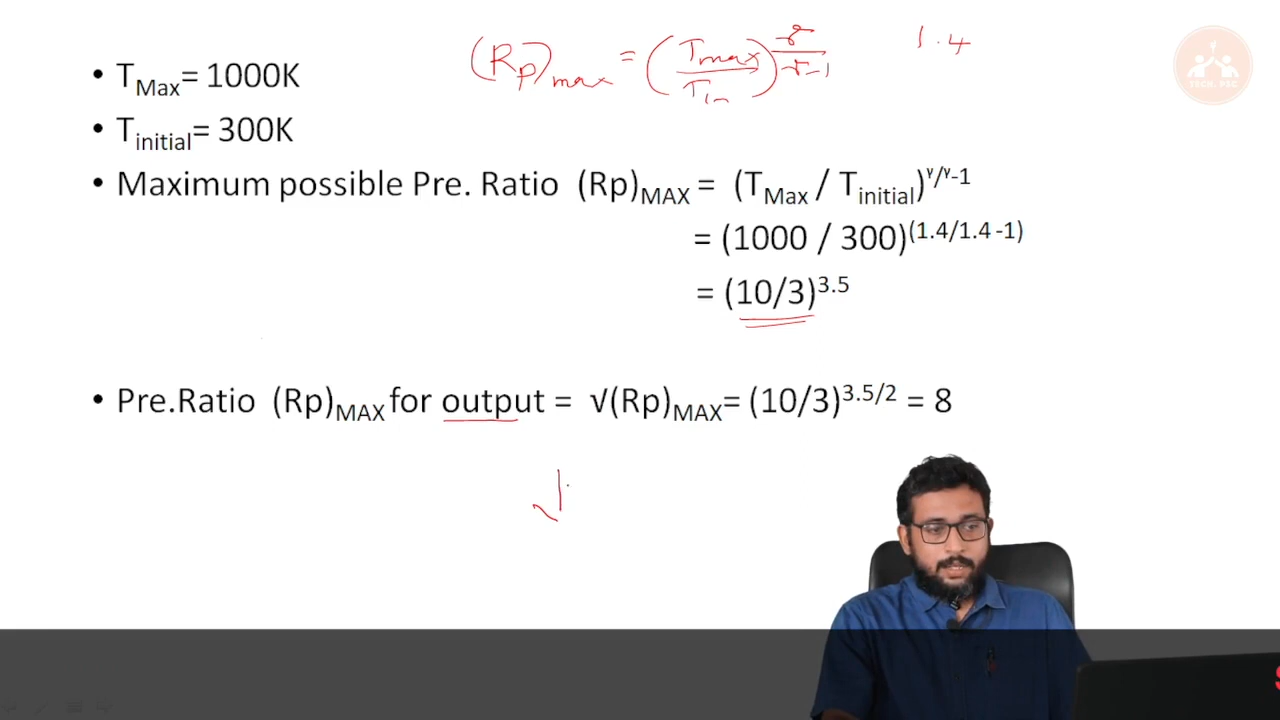 (Rp)max = (Tmax/Tin)^γ/γ-1
1.4
TECH. PSC
• TMax= 1000K
• Tinitial= 300K
• Maximum possible Pre. Ratio (Rp)MAX = (TMax / Tinitial)^γ/γ-1
= (1000 / 300)^(1.4/1.4 -1)
= (10/3)^3.5
• Pre.Ratio (Rp)MAX for output = √(Rp)MAX= (10/3)^3.5/2 = 8